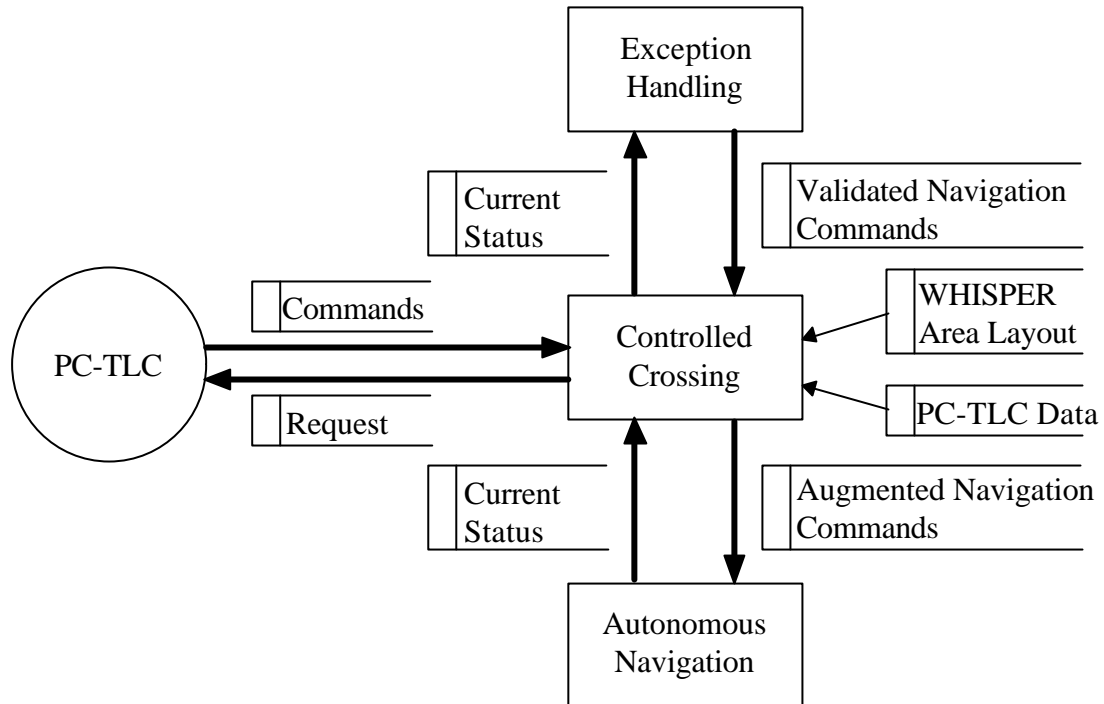 Exception
Handling
Current
Status
Validated Navigation
Commands
Commands
WHISPER
Area Layout
PC-TLC
Controlled
Crossing
Request
PC-TLC Data
Current
Status
Augmented Navigation
Commands
Autonomous
Navigation